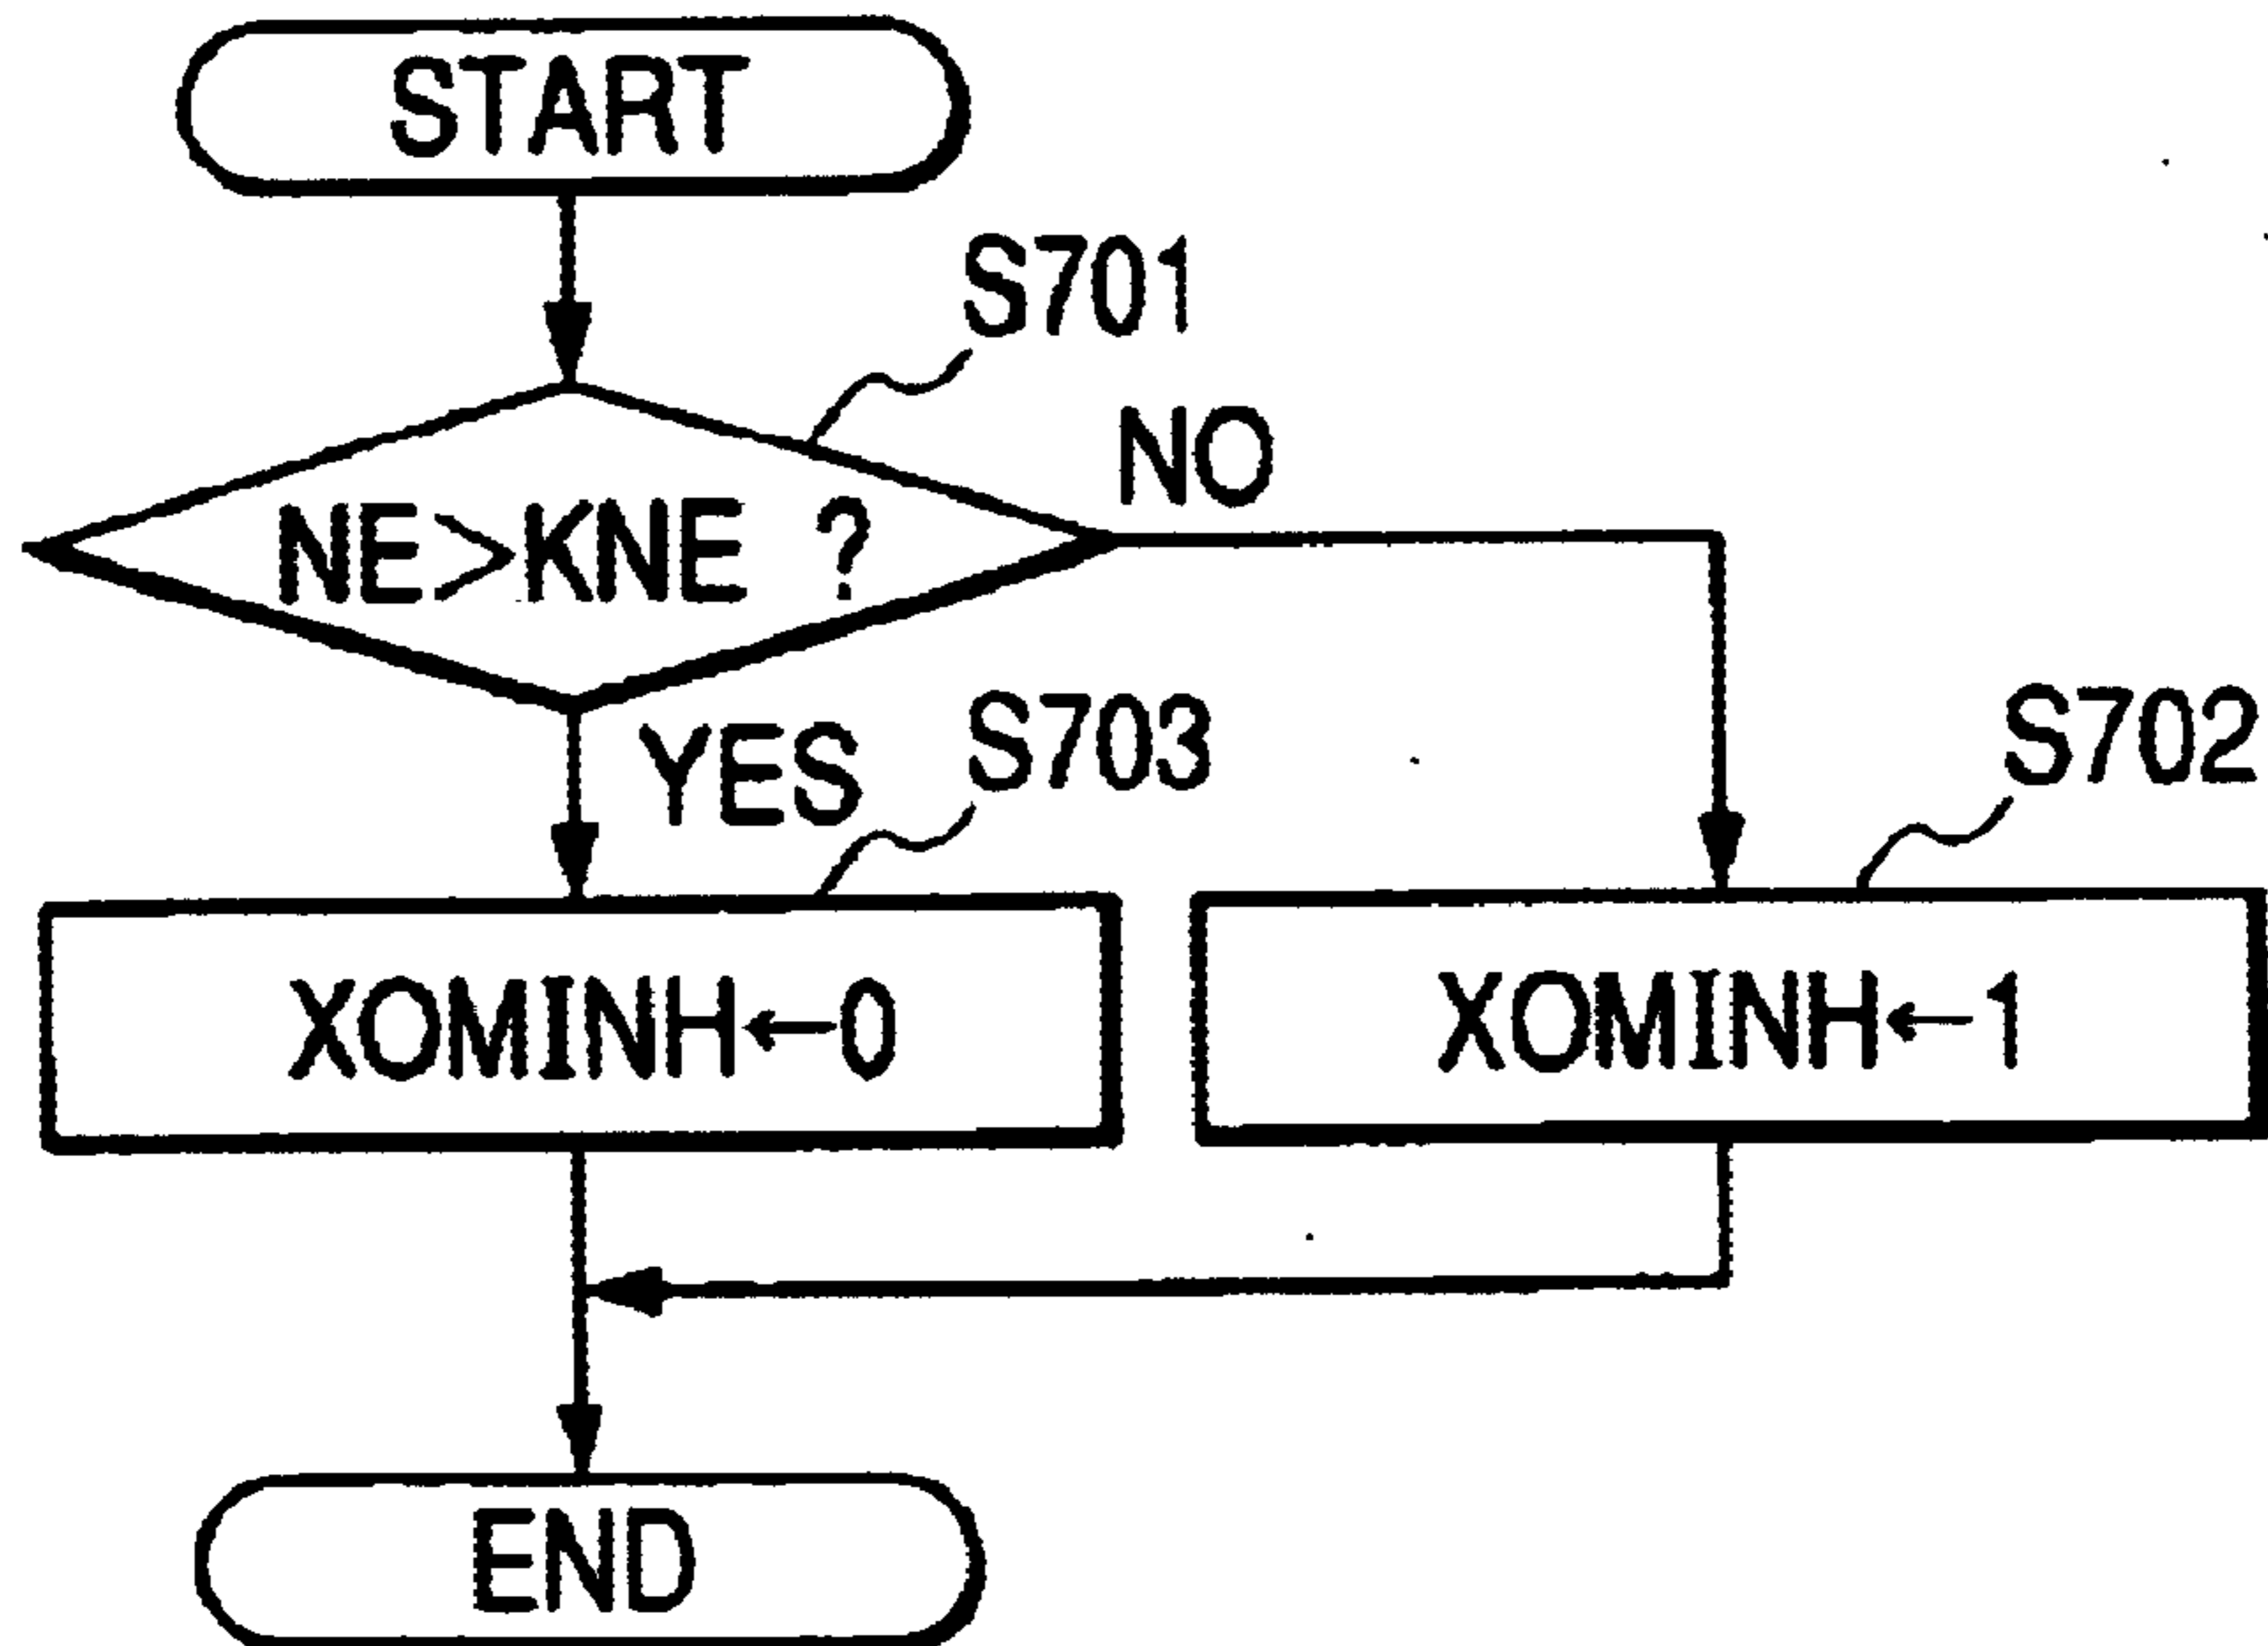 START
S701
NO
NE>KNE ?
YES
S703
S702
XOMINH←0
XOMINH←1
END